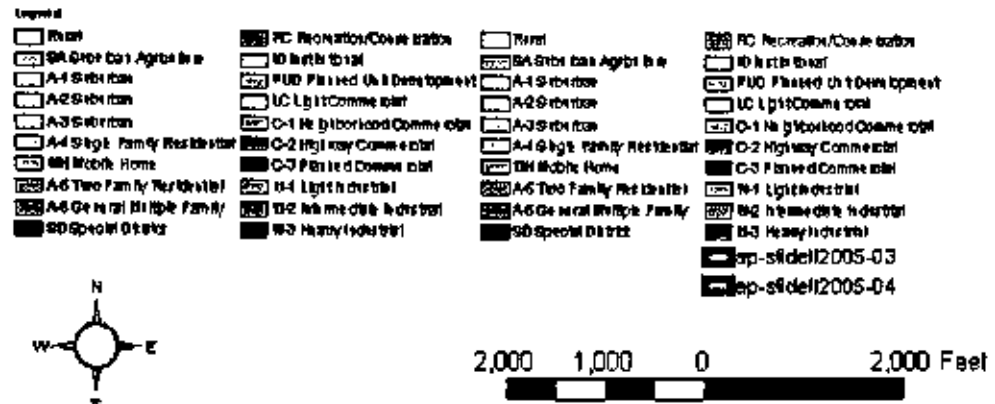 Legend
Rural
SA Suburban Agriculture
A-1 Suburban
A-2 Suburban
A-3 Suburban
A-4 Single Family Residential
MH Mobile Home
A-5 Two Family Residential
A-6 General Multiple Family
SD Special District
RC Recreation/Conservation
ID Institutional
PUD Planned Unit Development
LC Light Commercial
C-1 Neighborhood Commercial
C-2 Highway Commercial
C-3 Planned Commercial
M-1 Light Industrial
M-2 Intermediate Industrial
M-3 Heavy Industrial
Rural
SA Suburban Agriculture
A-1 Suburban
A-2 Suburban
A-3 Suburban
A-4 Single Family Residential
MH Mobile Home
A-5 Two Family Residential
A-6 General Multiple Family
SD Special District
RC Recreation/Conservation
ID Institutional
PUD Planned Unit Development
LC Light Commercial
C-1 Neighborhood Commercial
C-2 Highway Commercial
C-3 Planned Commercial
M-1 Light Industrial
M-2 Intermediate Industrial
M-3 Heavy Industrial
ap-slidell2005-03
ap-slidell2005-04
N
W E
2,000 1,000 0 2,000 Feet